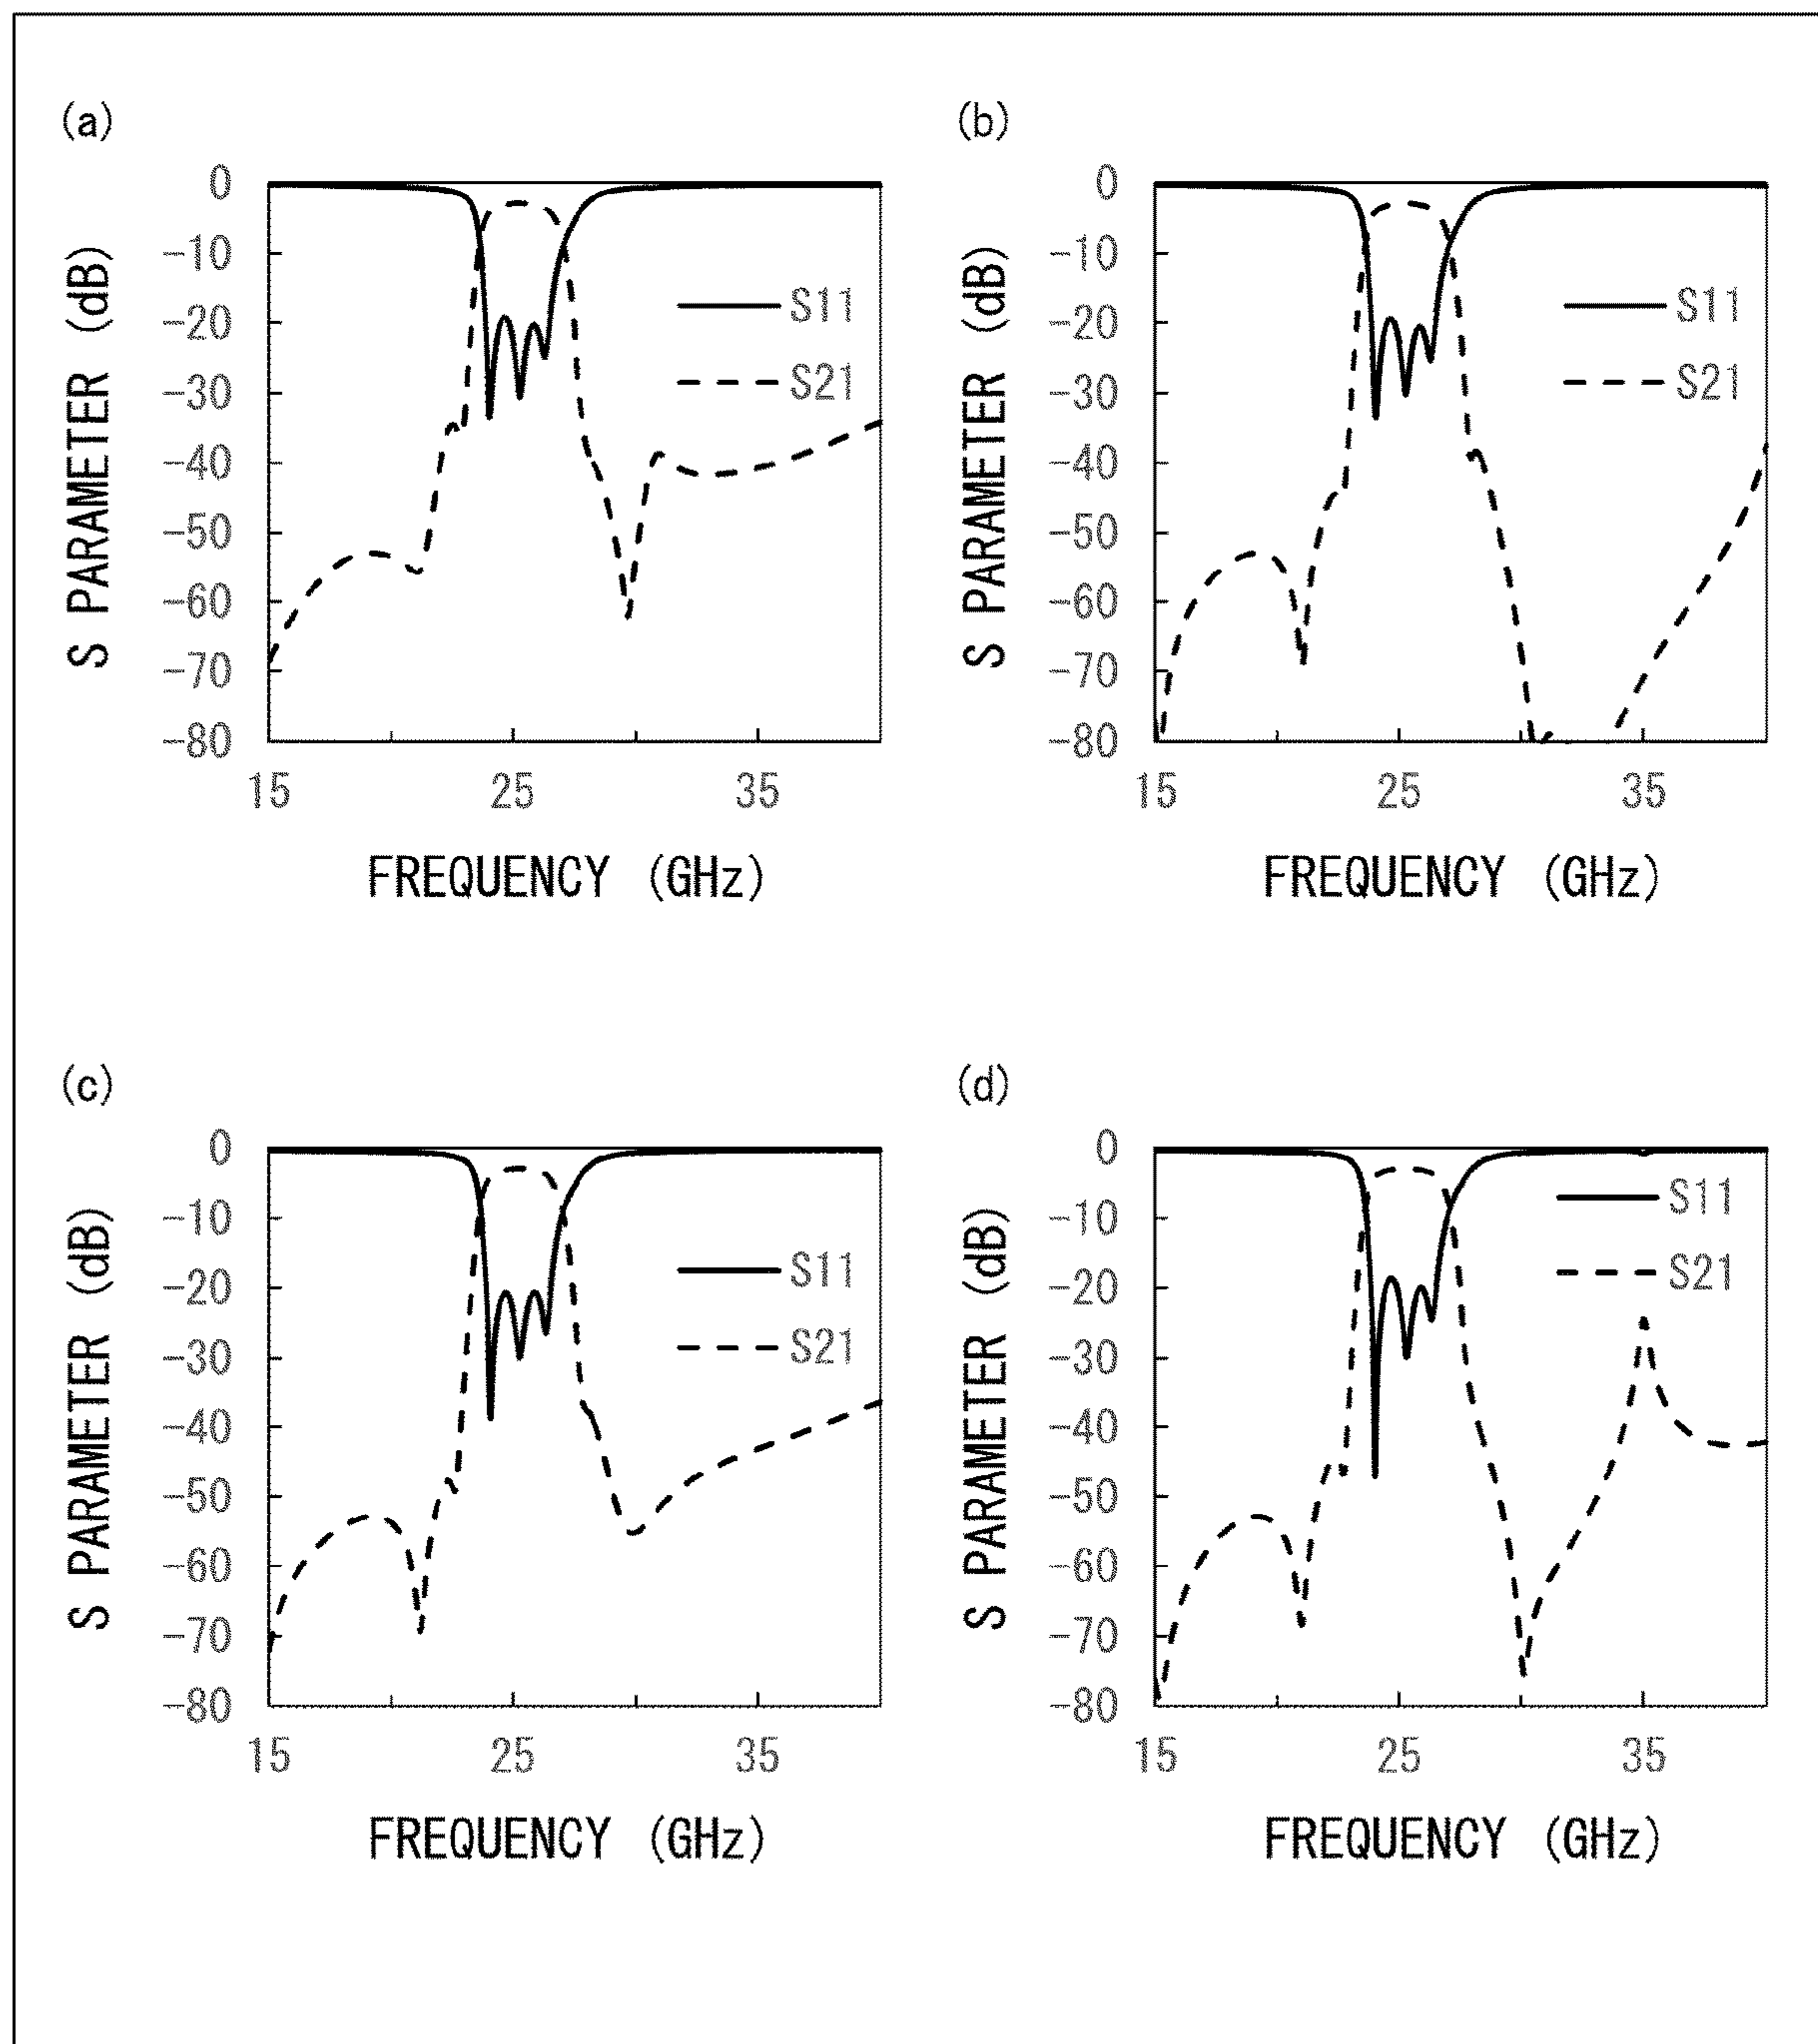 (a)
0
-10
-20
-30
-40
-50
-60
-70
-80
S PARAMETER (dB)
S11
S21
15 25 35
FREQUENCY (GHz)
(b)
0
-10
-20
-30
-40
-50
-60
-70
80
S PARAMETER (dB)
S11
S21
15 25 35
FREQUENCY (GHz)
(c)
0
-10
-20
-30
-40
-50
-60
-70
-80
S PARAMETER (dB)
S11
S21
15 25 35
FREQUENCY (GHz)
(d)
0
-10
-20
-30
-40
-50
-60
-70
-80
S PARAMETER (dB)
S11
S21
15 25 35
FREQUENCY (GHz)